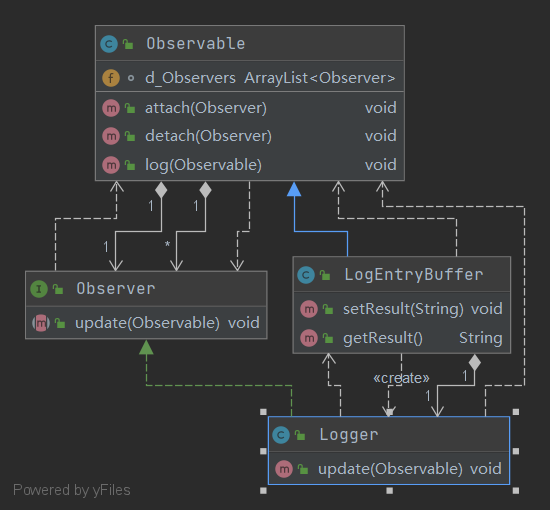 Observable
d_Observers ArrayList<Observer>
attach(Observer) void
detach(Observer) void
log(Observable) void
1 1
1 *
Observer
update(Observable) void
LogEntryBuffer
setResult(String) void
getResult() String
«create»
1
1
Logger
update(Observable) void
Powered by yFiles